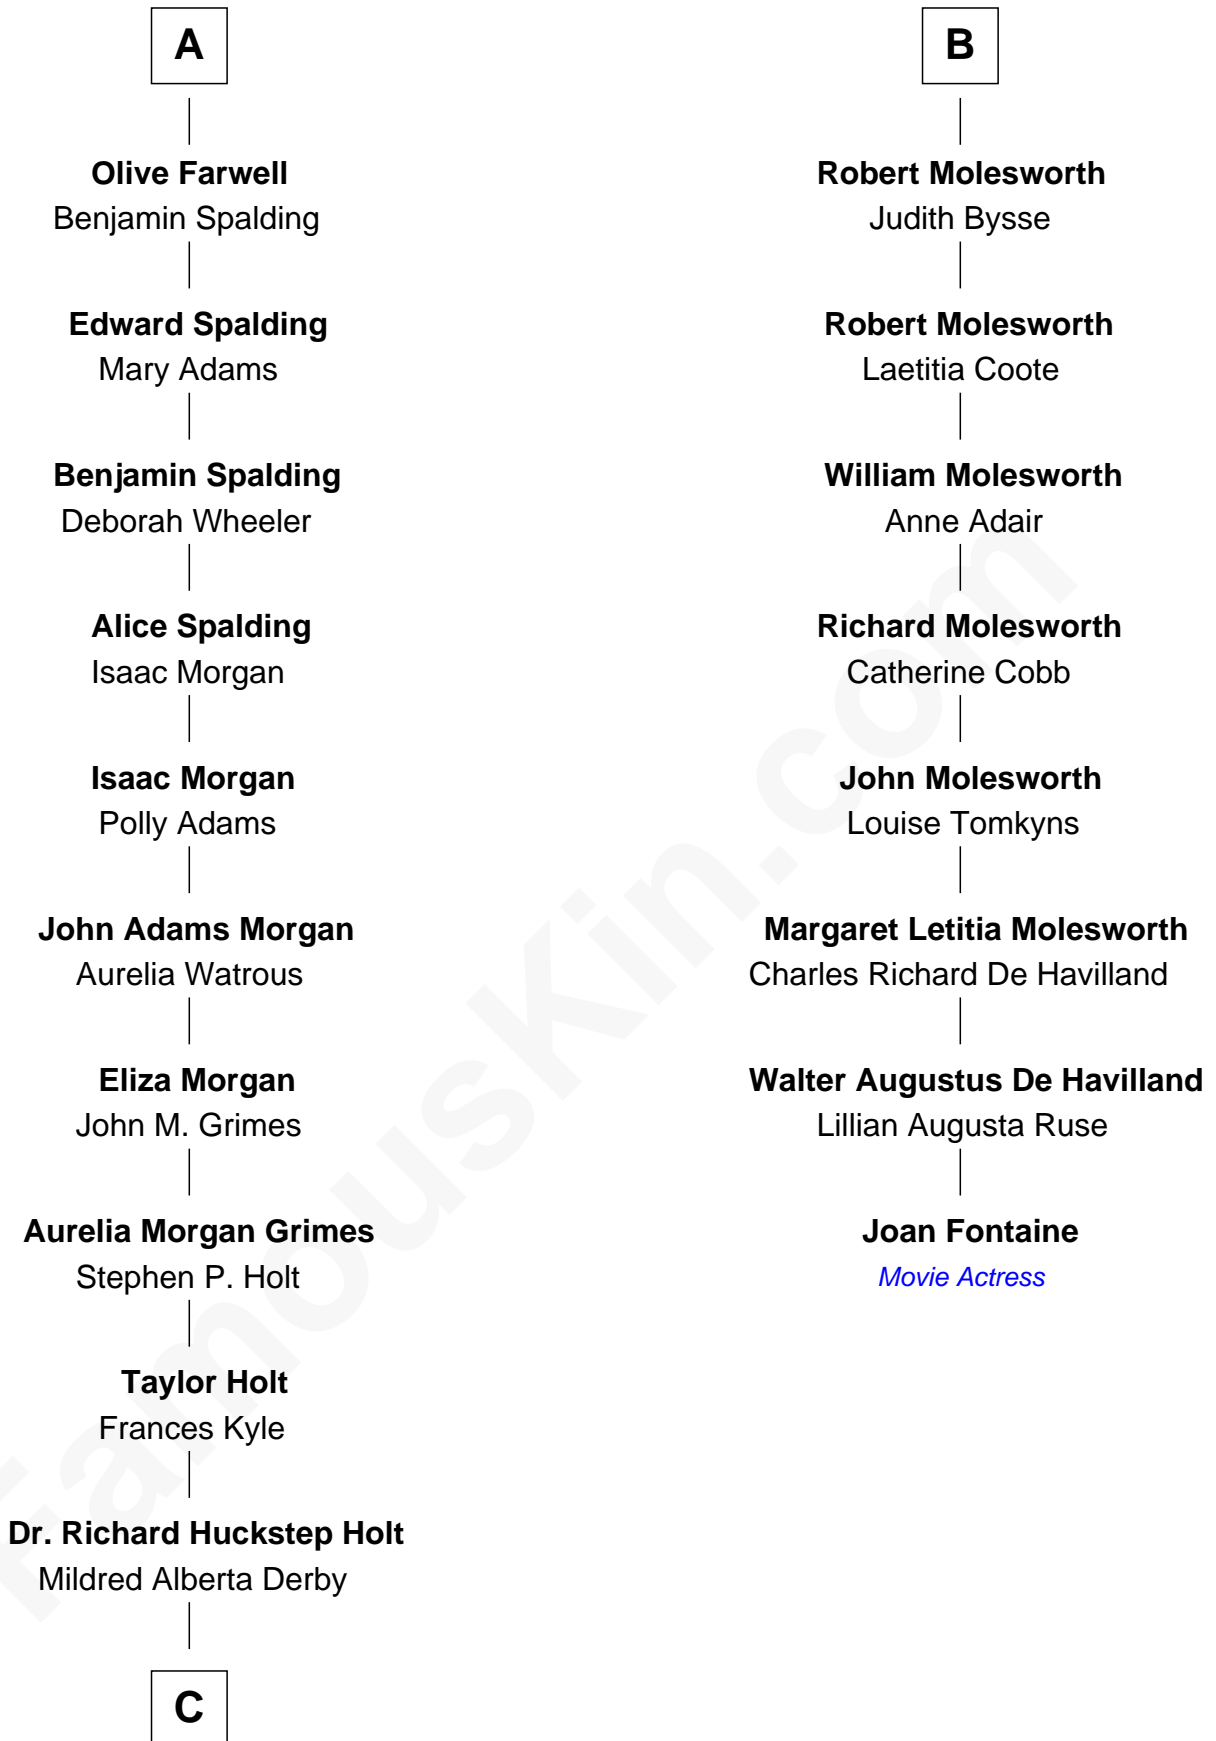 A
Olive Farwell
Benjamin Spalding
Edward Spalding
Mary Adams
Benjamin Spalding
Deborah Wheeler
Alice Spalding
Isaac Morgan
Isaac Morgan
Polly Adams
John Adams Morgan
Aurelia Watrous
Eliza Morgan
John M. Grimes
Aurelia Morgan Grimes
Stephen P. Holt
Taylor Holt
Frances Kyle
Dr. Richard Huckstep Holt
Mildred Alberta Derby
C
B
Robert Molesworth
Judith Bysse
Robert Molesworth
Laetitia Coote
William Molesworth
Anne Adair
Richard Molesworth
Catherine Cobb
John Molesworth
Louise Tomkyns
Margaret Letitia Molesworth
Charles Richard De Havilland
Walter Augustus De Havilland
Lillian Augusta Ruse
Joan Fontaine
Movie Actress
FamousKin.com